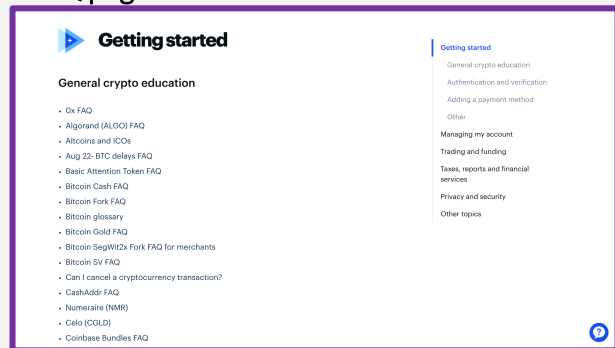 Getting started
General crypto education
0x FAQ
Algorand (ALGO) FAQ
Altcoins and ICOs
Aug 22- BTC delays FAQ
Basic Attention Token FAQ
Bitcoin Cash FAQ
Bitcoin Fork FAQ
Bitcoin glossary
Bitcoin Gold FAQ
Bitcoin SegWit2x Fork FAQ for merchants
Bitcoin SV FAQ
Can I cancel a cryptocurrency transaction?
CashAddr FAQ
Numeraire (NMR)
Celo (CGLD)
Coinbase Bundles FAQ
Getting started
General crypto education
Authentication and verification
Adding a payment method
Other
Managing my account
Trading and funding
Taxes, reports and financial
services
Privacy and security
Other topics
?